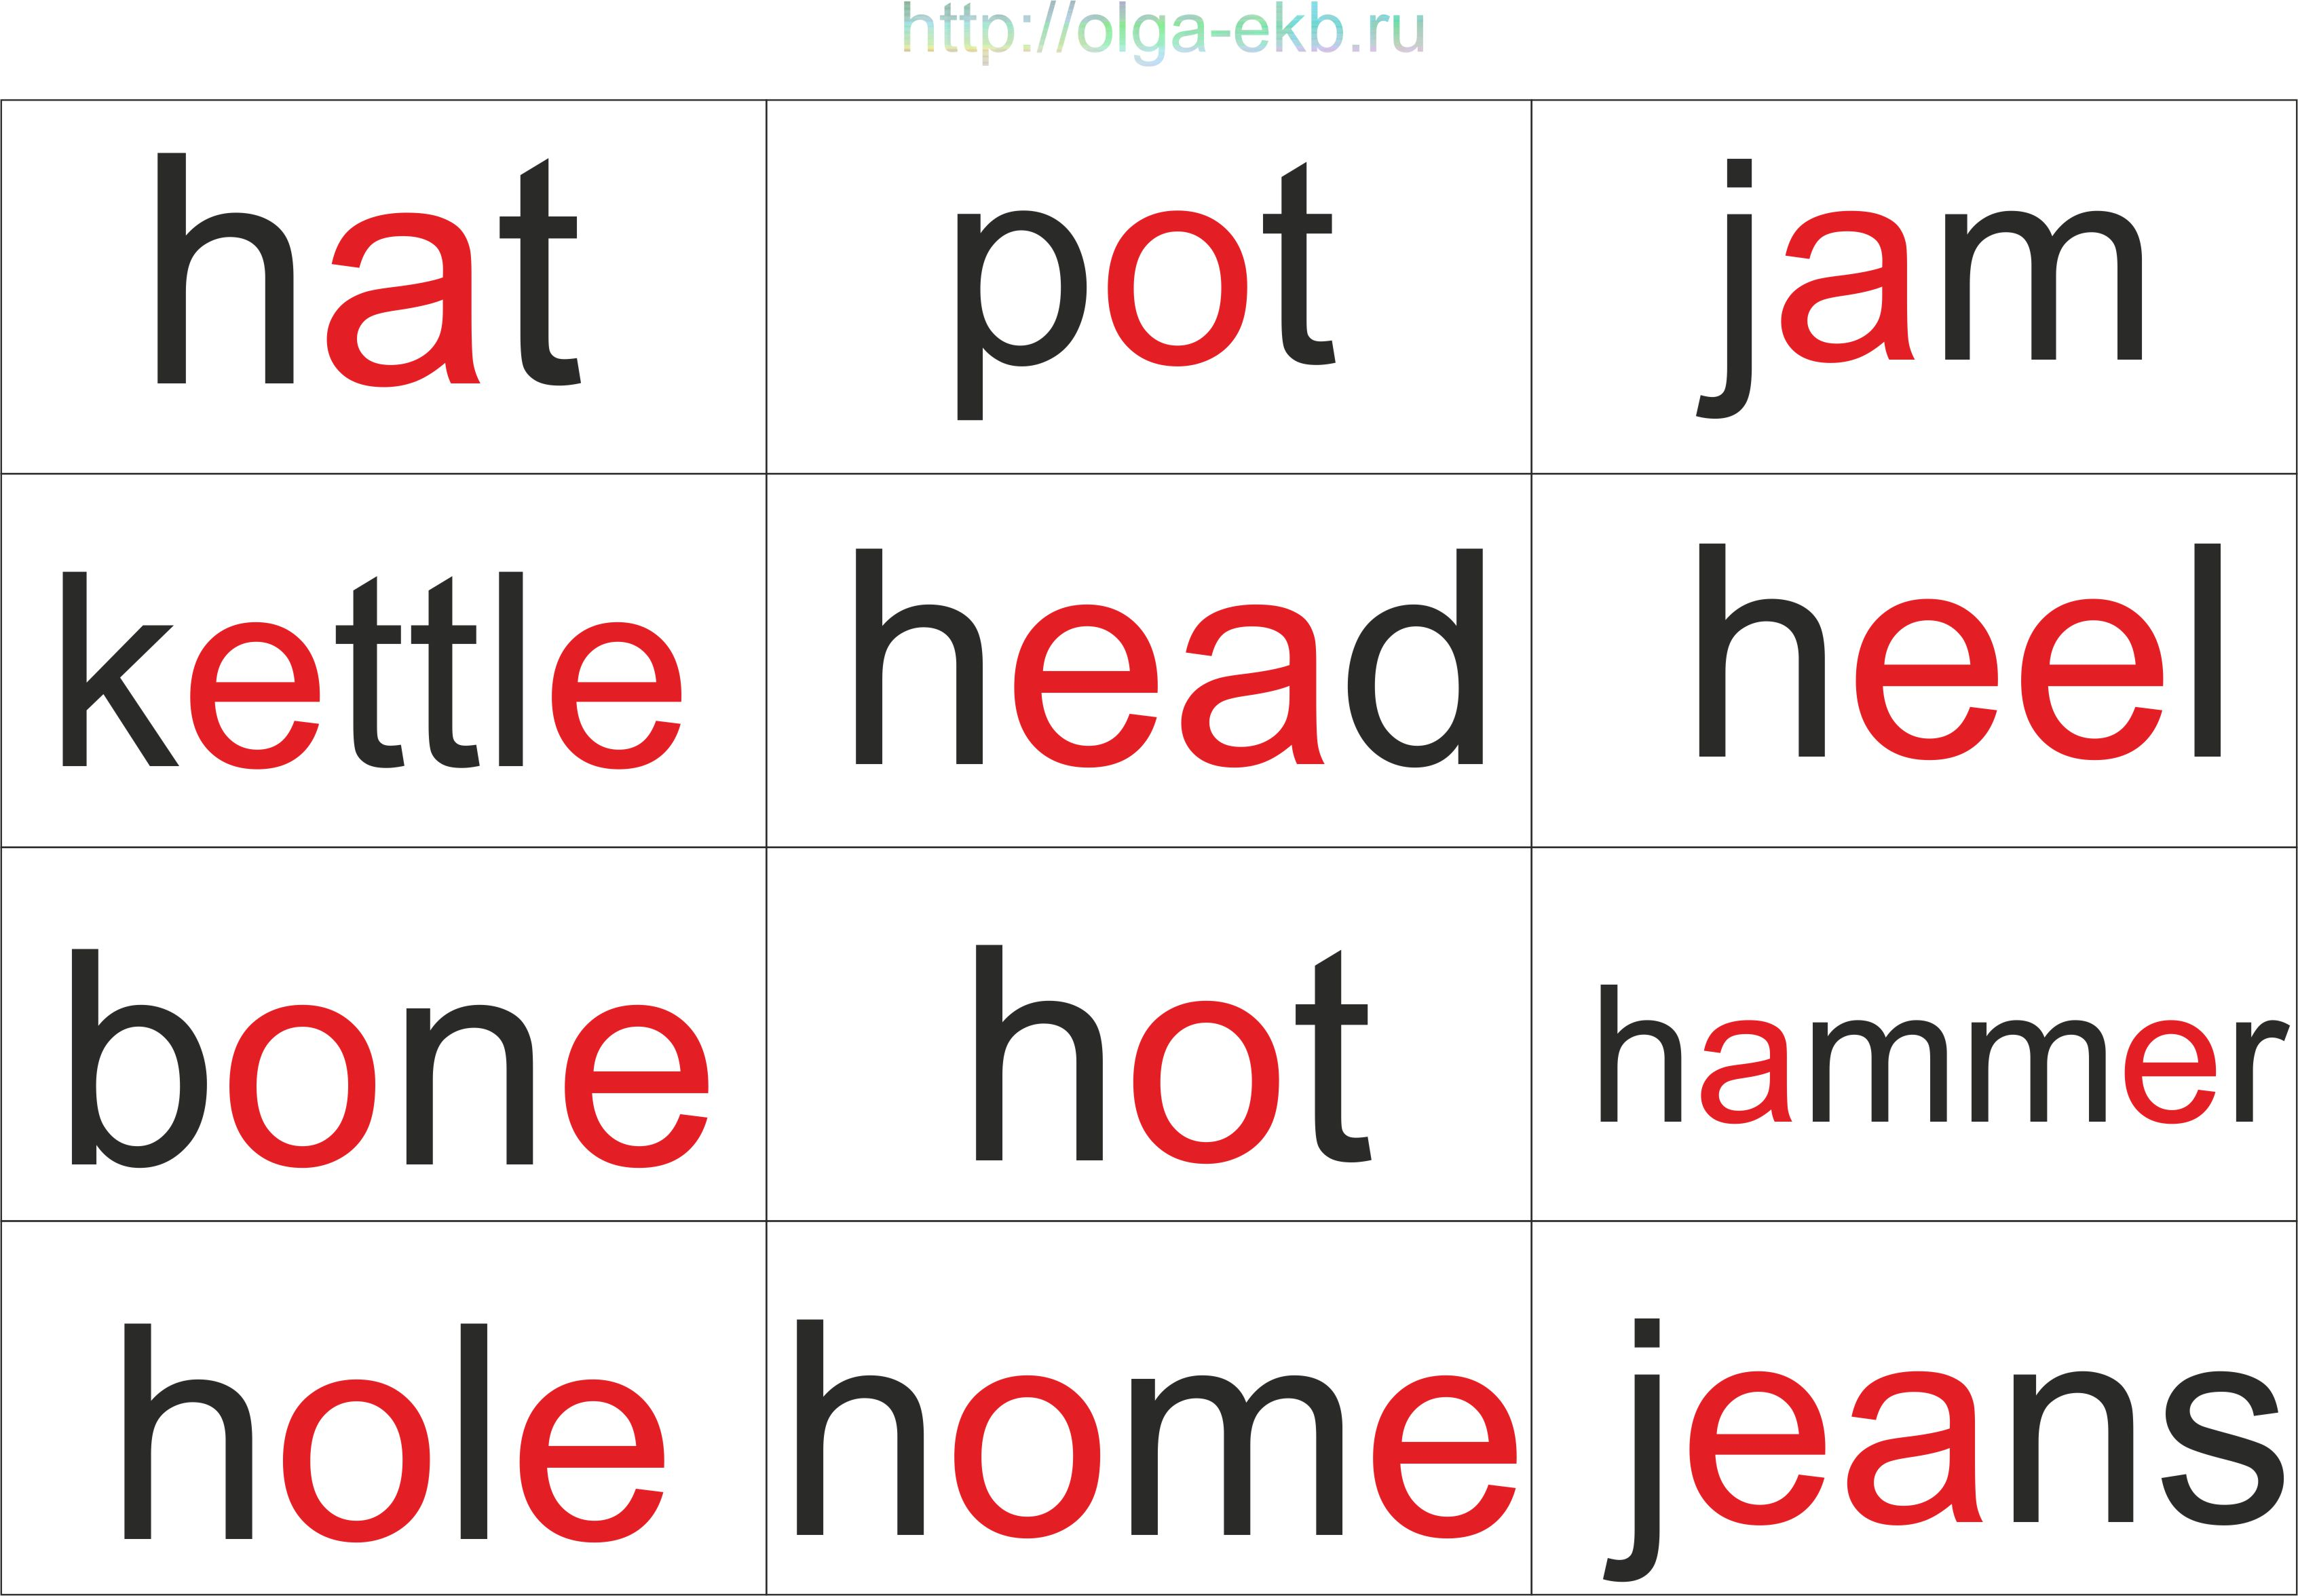 http://olga-ekb.ru
hat pot jam
kettle head heel
bone hot hammer
hole home jeans